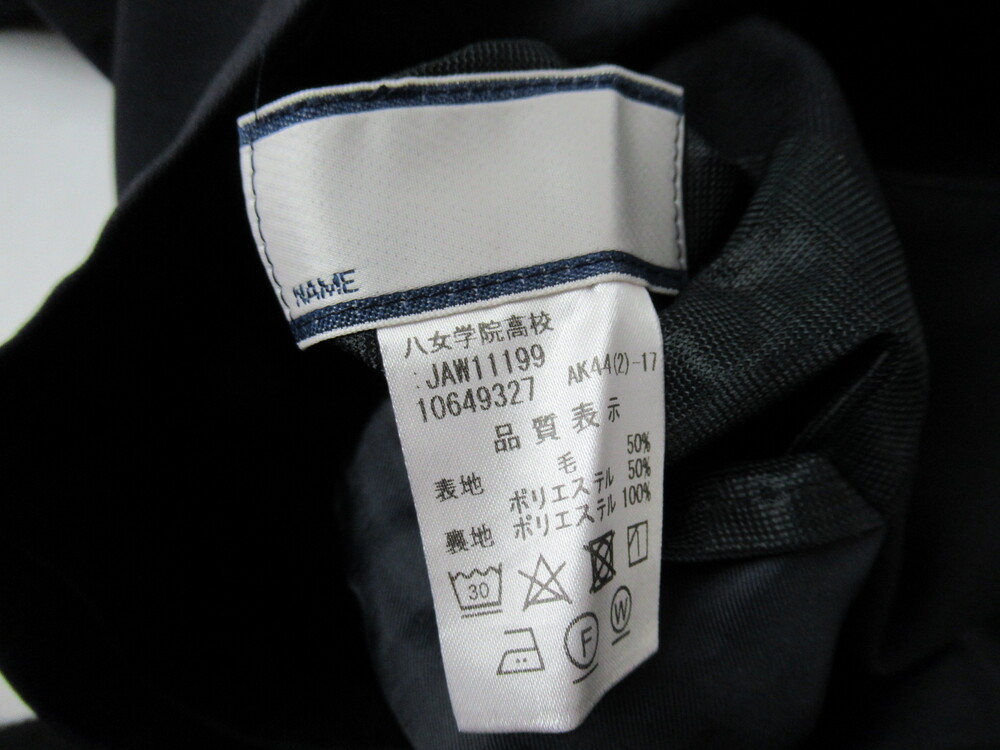 NAME
八女学院高校
:JAW11199
10649327 AK44(2)-17
品質表示
表地 毛 50%
ポリエステル 50%
裏地 ポリエステル 100%
30
F W